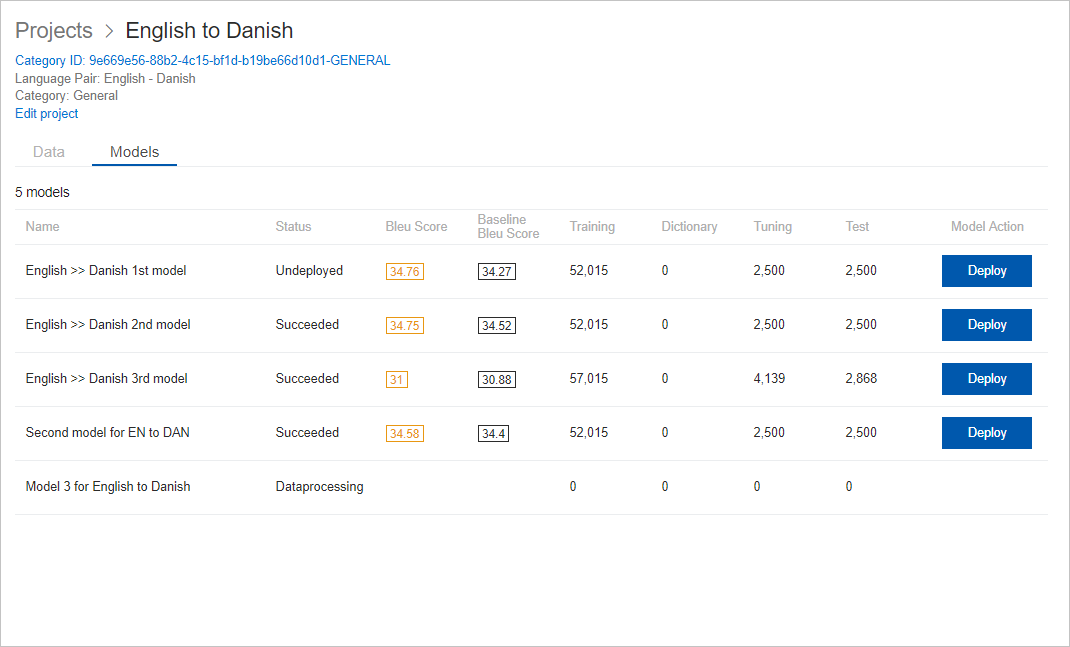 Projects > English to Danish
Category ID: 9e669e56-88b2-4c15-bf1d-b19be66d10d1-GENERAL
Language Pair: English - Danish
Category: General
Edit project
Data Models
5 models
Name Status Bleu Score Baseline Bleu Score Training Dictionary Tuning Test Model Action
English >> Danish 1st model Undeployed 34.76 34.27 52,015 0 2,500 2,500 Deploy
English >> Danish 2nd model Succeeded 34.75 34.52 52,015 0 2,500 2,500 Deploy
English >> Danish 3rd model Succeeded 31 30.88 57,015 0 4,139 2,868 Deploy
Second model for EN to DAN Succeeded 34.58 34.4 52,015 0 2,500 2,500 Deploy
Model 3 for English to Danish Dataprocessing 0 0 0 0